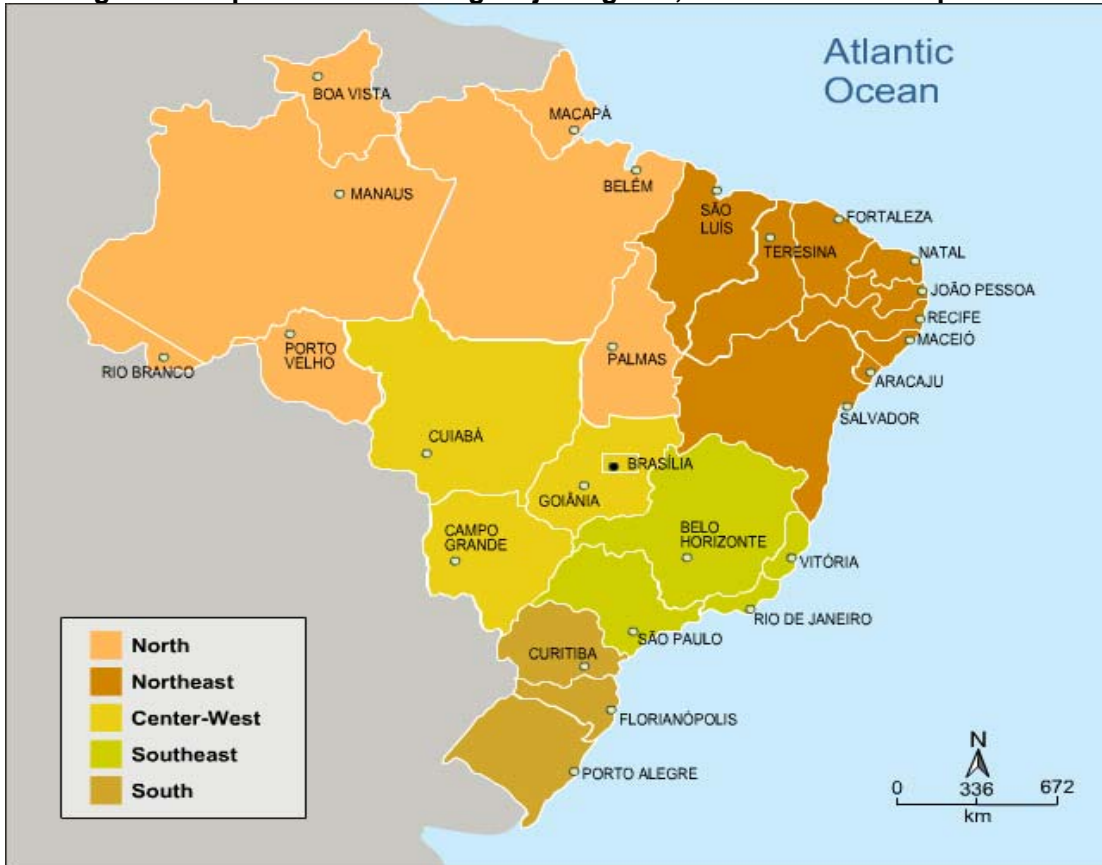 Atlantic
Ocean
BOA VISTA
MACAPÁ
BELÉM
MANAUS
SÃO
LUÍS
FORTALEZA
TERESINA
NATAL
JOÃO PESSOA
RECIFE
MACEIÓ
PORTO
VELHO
PALMAS
RIO BRANCO
ARACAJU
SALVADOR
CUIABÁ
BRASÍLIA
GOIÂNIA
CAMPO
GRANDE
BELO
HORIZONTE
VITÓRIA
RIO DE JANEIRO
SÃO PAULO
CURITIBA
FLORIANÓPOLIS
PORTO ALEGRE
North
Northeast
Center-West
Southeast
South
N
0 336 672
km